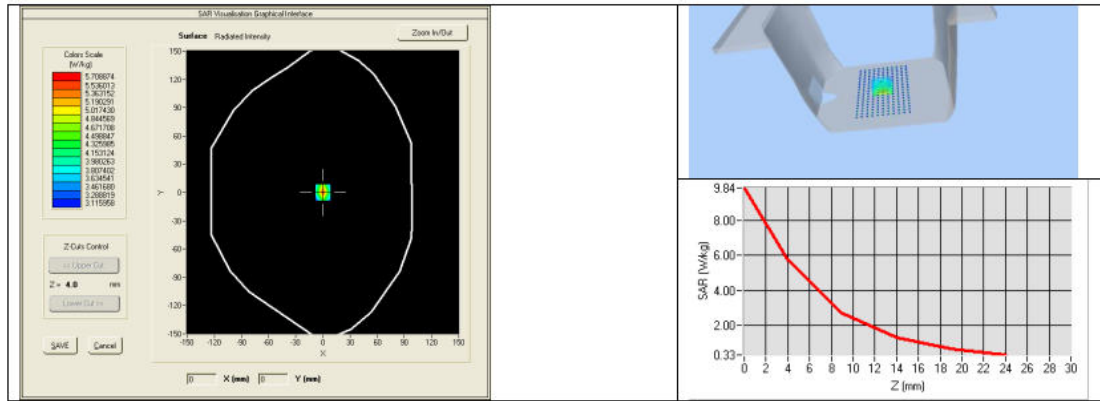 SAR Visualisation Graphical Interface
Surface Radiated Intensity
Zoom In/Out
Colors Scale
(W/kg)
5.708874
5.536013
5.363152
5.190291
5.017430
4.844569
4.671708
4.498847
4.325985
4.153124
3.980263
3.807402
3.634541
3.461680
3.288819
3.115958
150
120
90
60
30
0
-30
-60
-90
-120
-150
Y
-150 -120 -90 -60 -30 0 30 60 90 120 150
X
Z Cuts Control
<< Upper Cut
Z = 4.0 mm
Lower Cut >>
SAVE Cancel
0 X (mm) 0 Y (mm)
9.84
8.00
6.00
4.00
2.00
0.33
SAR (W/kg)
0 2 4 6 8 10 12 14 16 18 20 22 24 26 28 30
Z (mm)